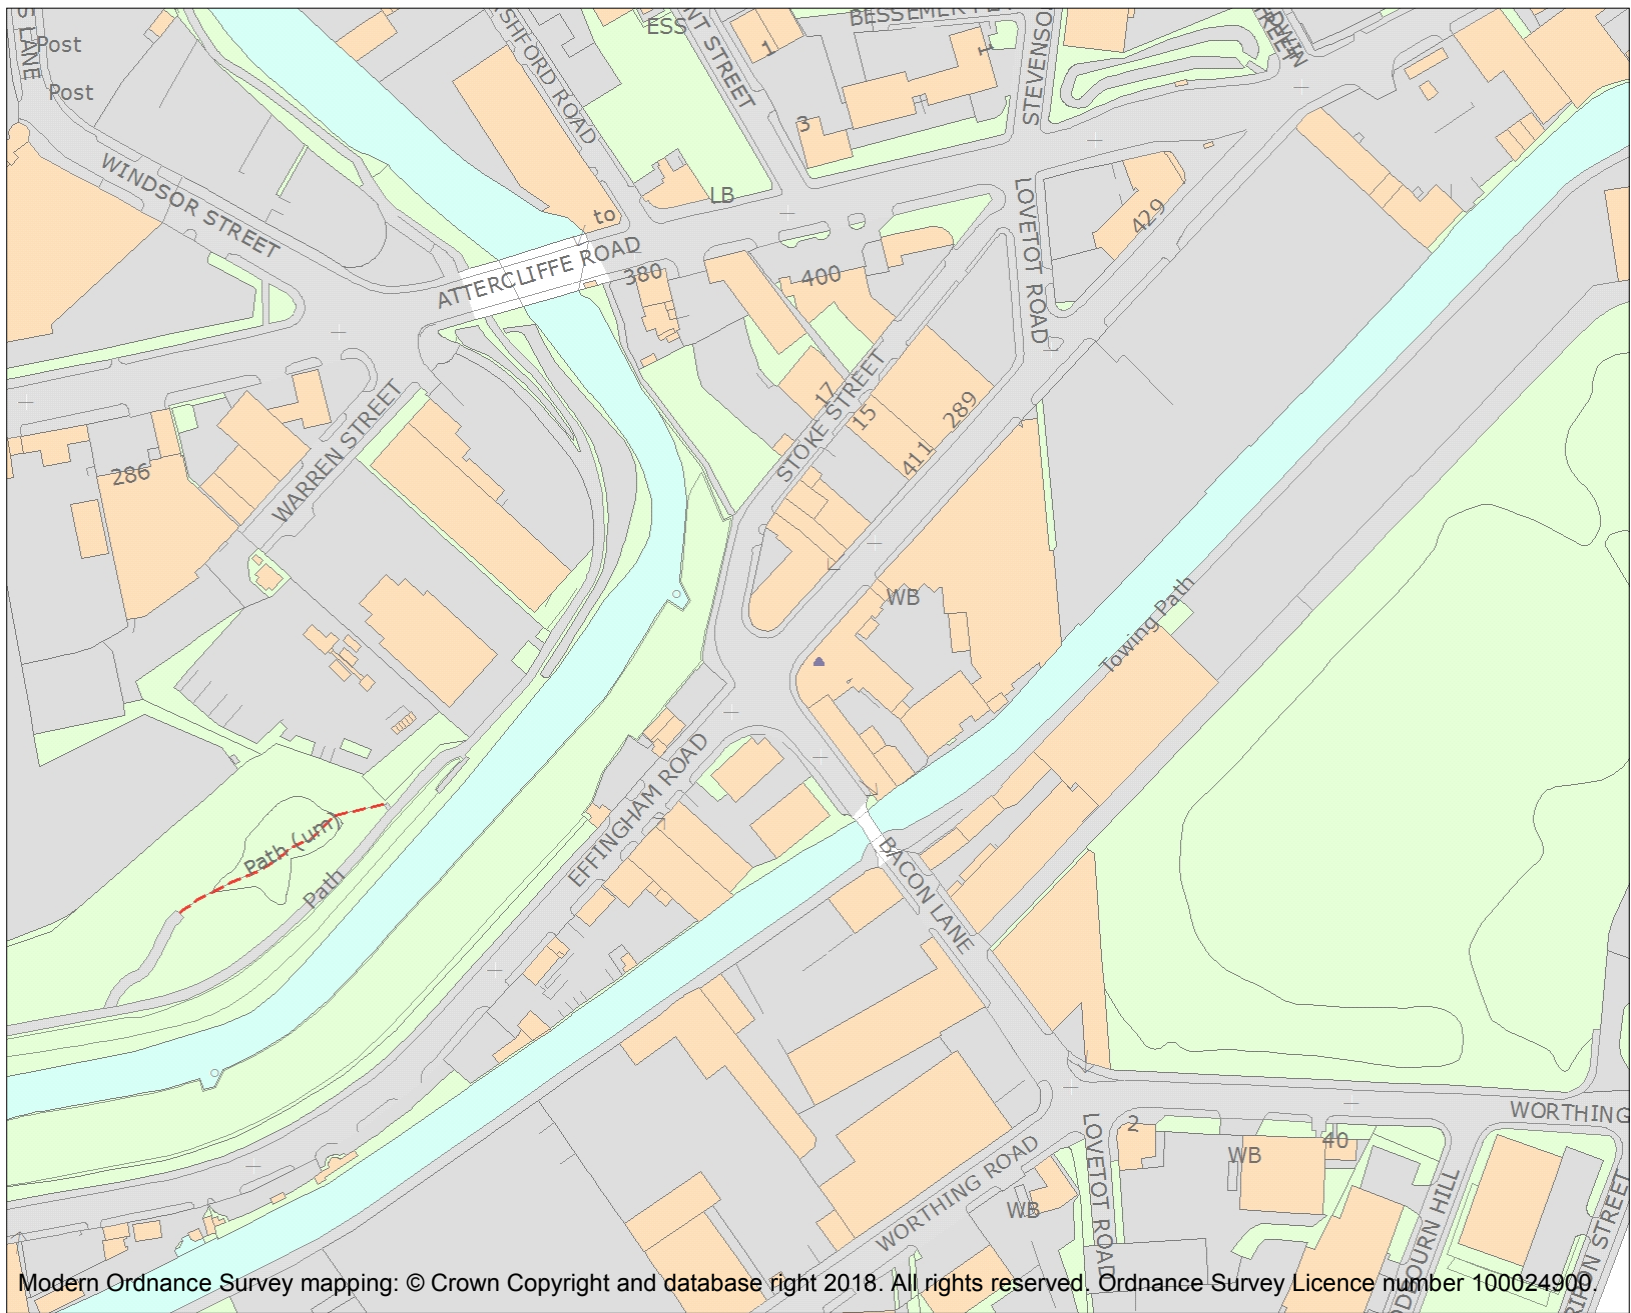 LANE
Post
Post
ESS
BESSEMER
1
1
3
STREET
WINDSOR STREET
LB
to
ATTERCLIFFE ROAD
380
400
LOVETOT ROAD
429
17
15
STOKE STREET
289
411
286
WARREN STREET
WB
Towing Path
EFFINGHAM ROAD
Path (um)
Path
BACON LANE
WORTHING
2
40
WB
LOVETOT ROAD
WORTHING ROAD
WB
Modern Ordnance Survey mapping: © Crown Copyright and database right 2018. All rights reserved. Ordnance Survey Licence number 100024900.